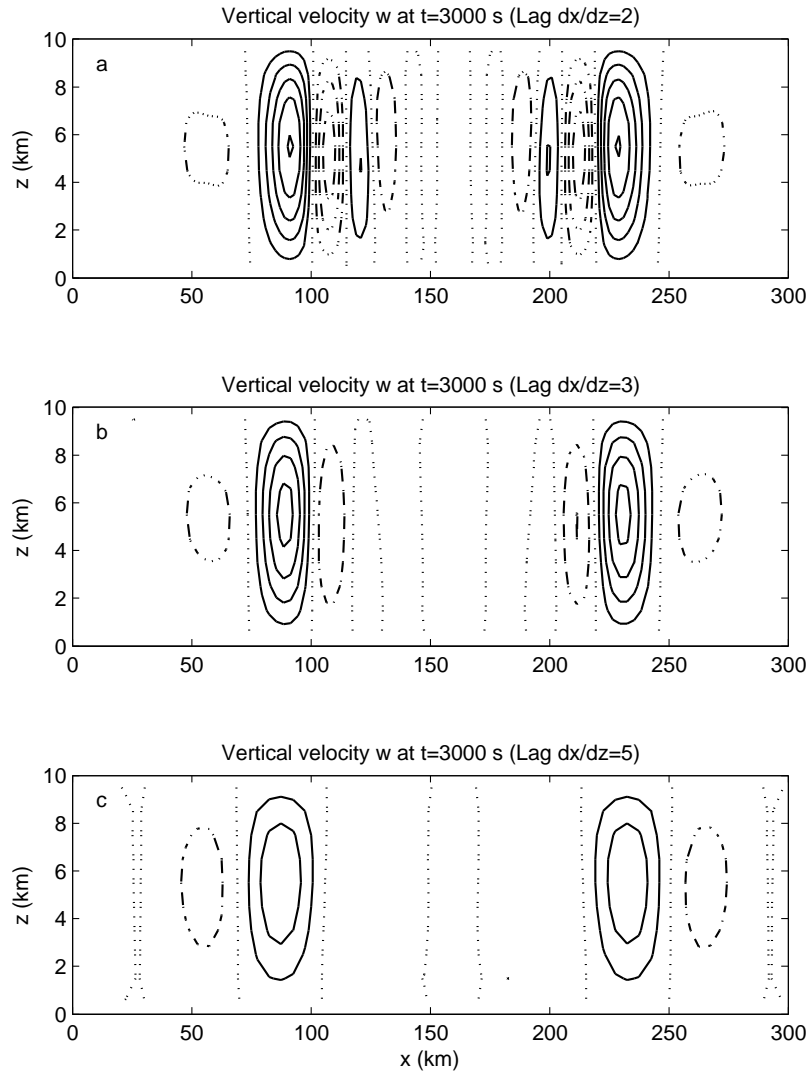 Vertical velocity w at t=3000 s (Lag dx/dz=2)
a
10
8
6
4
2
0
z (km)
0 50 100 150 200 250 300
Vertical velocity w at t=3000 s (Lag dx/dz=3)
b
10
8
6
4
2
0
z (km)
0 50 100 150 200 250 300
Vertical velocity w at t=3000 s (Lag dx/dz=5)
c
10
8
6
4
2
0
z (km)
0 50 100 150 200 250 300
x (km)